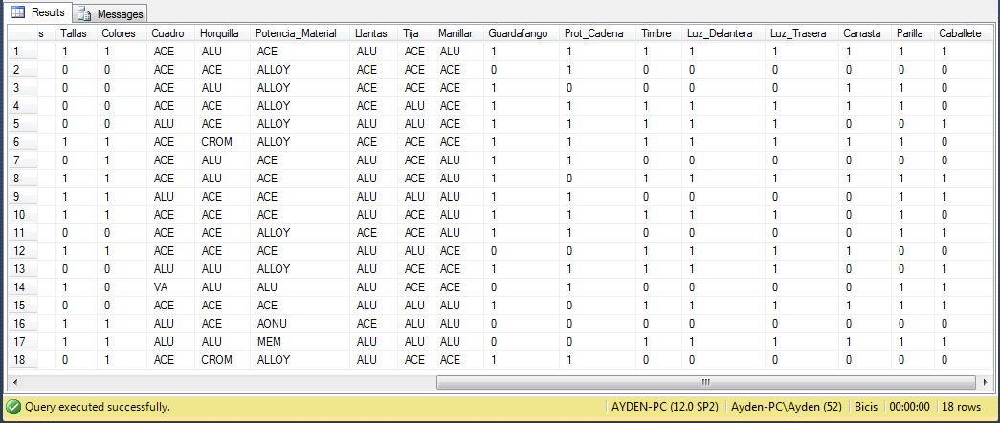 Results Messages
s Tallas Colores Cuadro Horquilla Potencia_Material Llantas Tija Manillar Guardafango Prot_Cadena Timbre Luz_Delantera Luz_Trasera Canasta Parilla Caballete
1 1 1 ACE ALU ACE ALU ACE ALU 1 1 1 1 1 1 1 1
2 0 0 ACE ACE ALLOY ACE ACE ACE 0 1 0 0 0 0 0 0
3 0 0 ACE ALU ALLOY ACE ACE ACE 1 0 0 0 0 1 0 0
4 0 0 ACE ACE ALLOY ACE ALU ACE 1 1 1 1 1 1 1 0
5 0 0 ALU ACE ALLOY ALU ALU ACE 1 1 1 1 1 0 0 1
6 1 1 ACE CROM ALLOY ACE ACE ACE 1 1 1 1 1 1 1 0
7 0 1 ACE ALU ACE ALU ACE ALU 1 1 0 0 0 0 0 0
8 1 1 ACE ALU ACE ALU ACE ACE 1 0 1 1 1 1 1 1
9 1 1 ALU ACE ACE ALU ALU ACE 1 1 0 0 0 0 1 1
10 1 1 ACE ACE ACE ALU ACE ALU 1 1 1 1 1 1 1 0
11 0 0 ACE ACE ALLOY ACE ACE ALU 1 1 0 0 0 0 1 1
12 1 1 ACE ACE ACE ALU ALU ACE 0 0 1 1 1 1 1 0
13 0 0 ALU ALU ALLOY ALU ACE ACE 1 1 1 1 1 0 0 0
14 1 0 VA ALU ALU ALU ACE ACE 0 1 0 0 0 0 1 1
15 0 0 ACE ACE ACE ALU ALU ALU 1 0 1 1 1 1 1 1
16 1 1 ALU ACE AONU ACE ALU ALU 0 0 0 0 0 0 0 0
17 1 1 ALU ALU MEM ALU ALU ALU 0 0 1 1 1 1 1 1
18 0 1 ACE CROM ALLOY ALU ACE ACE 1 1 0 0 0 0 0 0
Query executed successfully. AYDEN-PC (12.0 SP2) Ayden-PC\Ayden (52) Bicis 00:00:00 18 rows